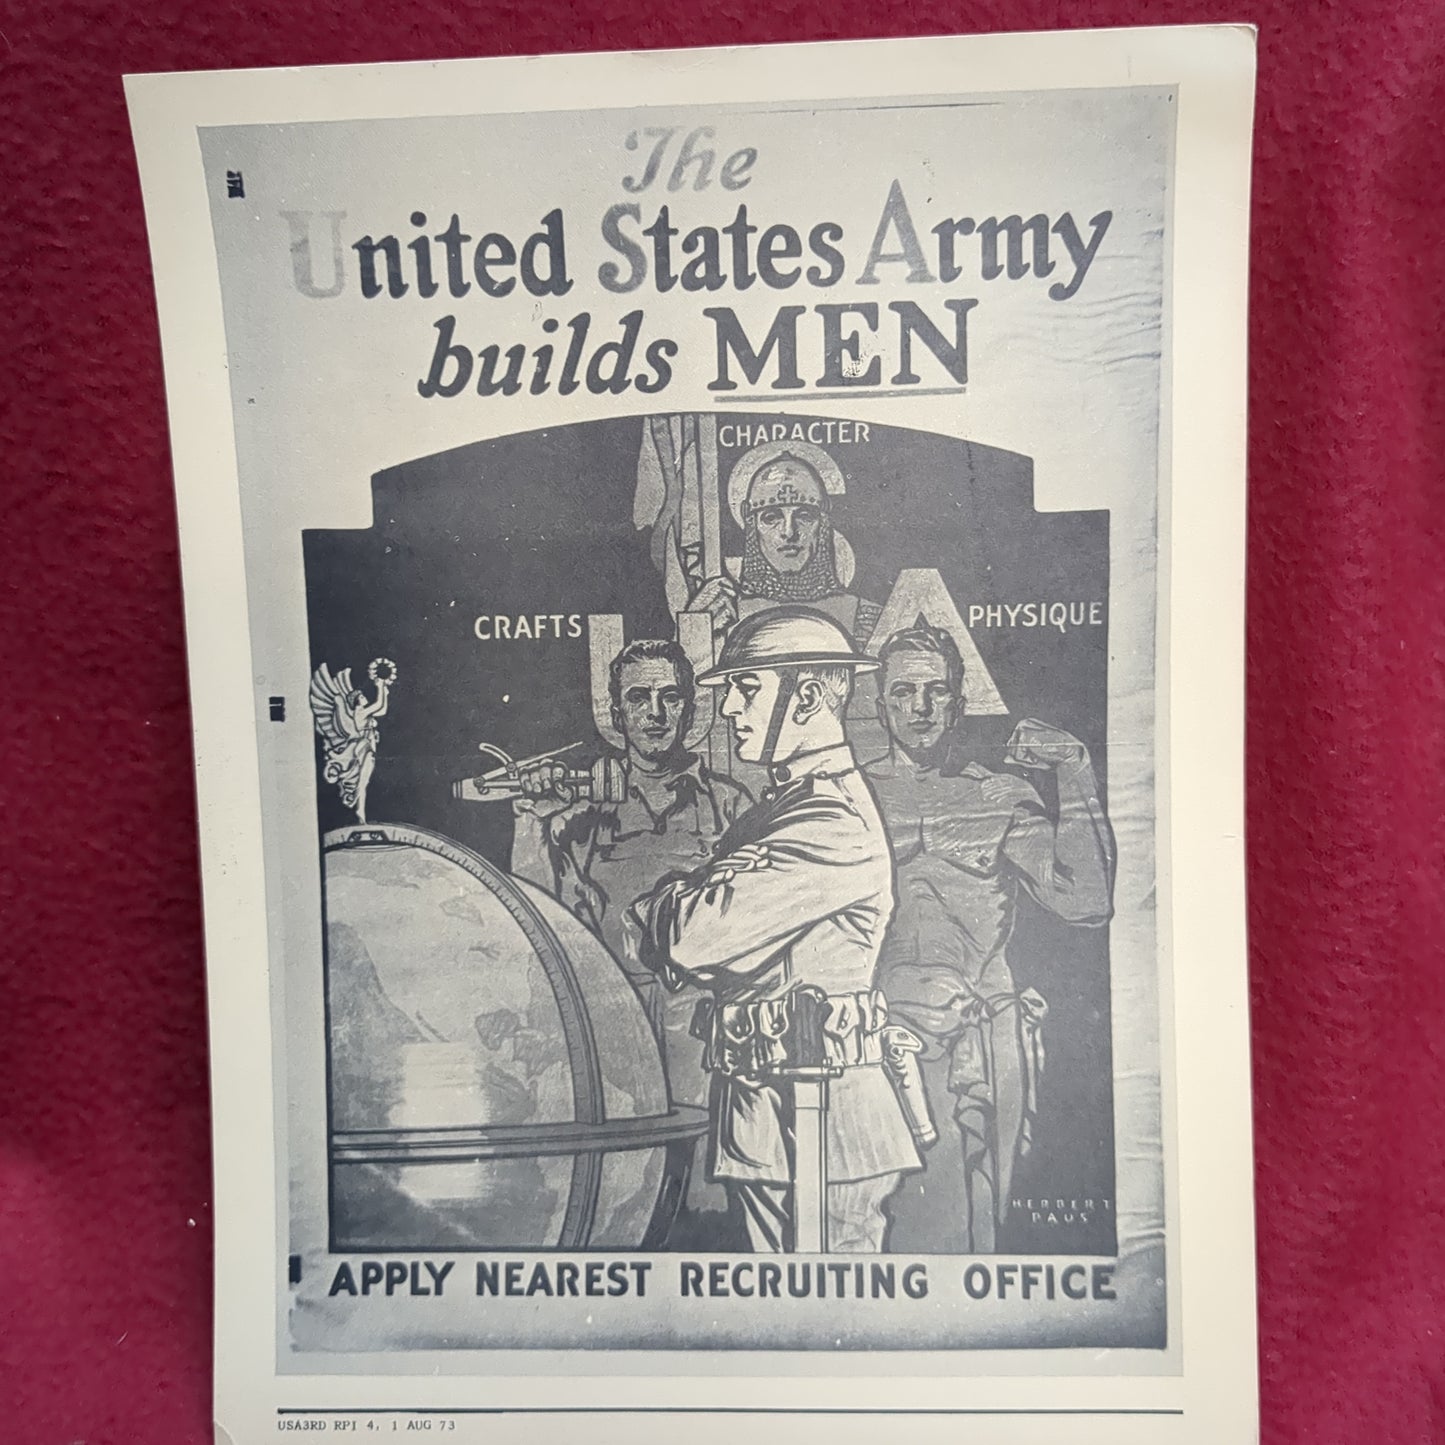 The
United States Army
builds MEN
CHARACTER
CRAFTS
PHYSIQUE
U S A
HERBERT
PAUS
APPLY NEAREST RECRUITING OFFICE
USA3RD RPI 4, 1 AUG 73